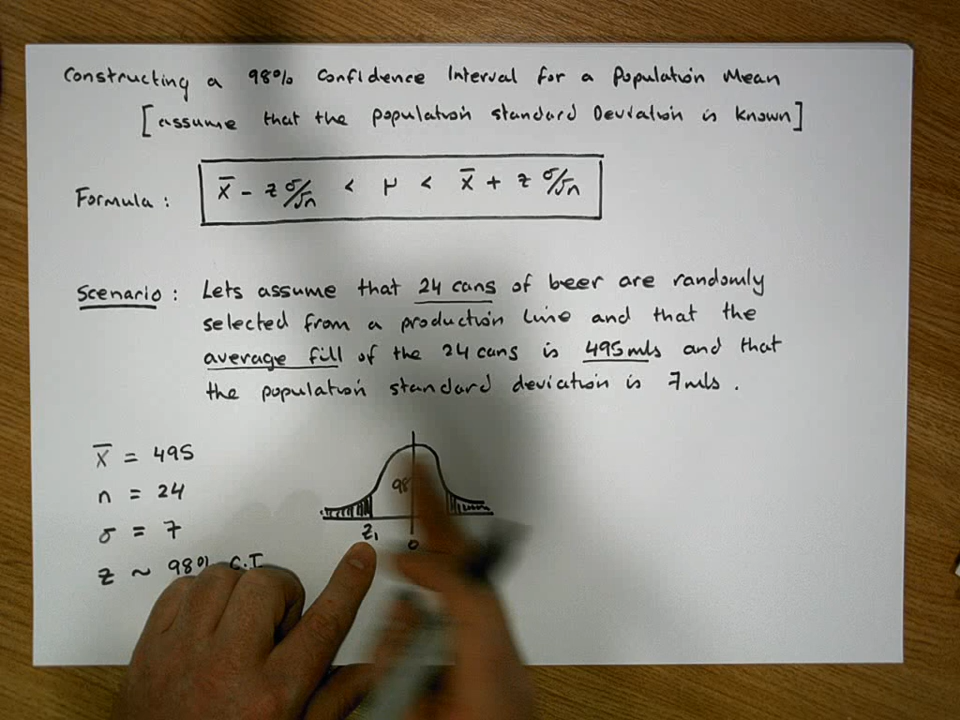 Constructing a 98% Confidence Interval for a Population Mean
[assume that the population standard Deviation is known]
Formula : x̄ - z σ/√n < μ < x̄ + z σ/√n
Scenario : Lets assume that 24 cans of beer are randomly
selected from a production line and that the
average fill of the 24 cans is 495mls and that
the population standard deviation is 7mls .
x̄ = 495
n = 24
σ = 7
z ~ 98% C.I
98
z₁
0